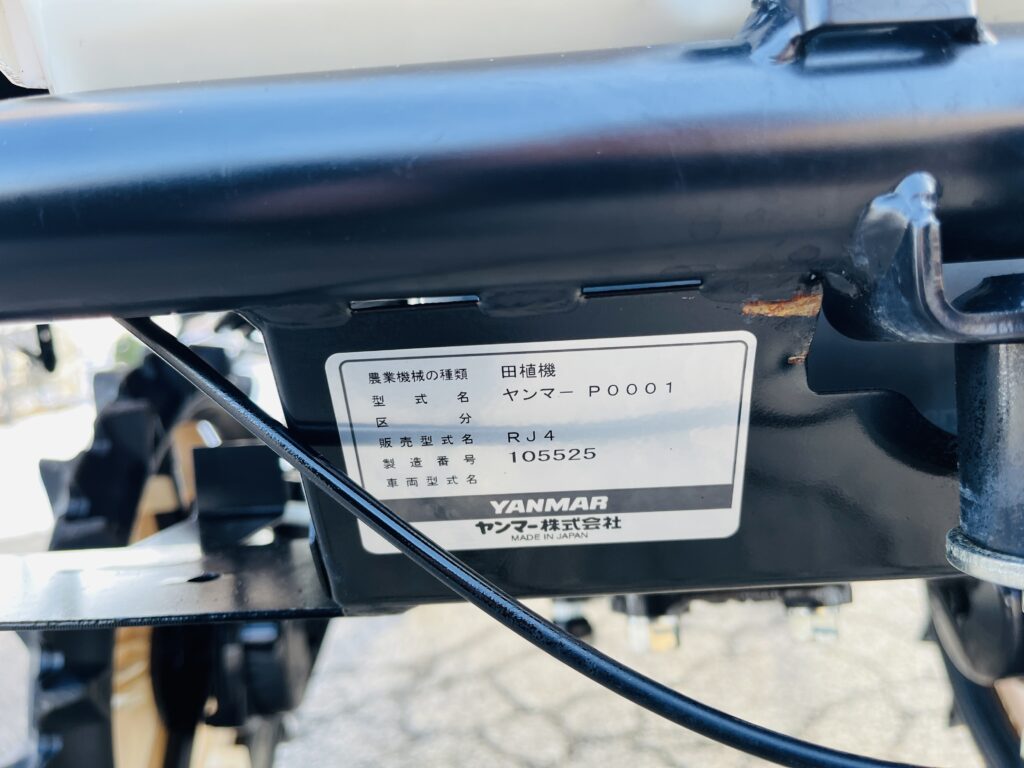 農業機械の種類 田植機
型式名 ヤンマー P0001
区分
販売型式名 RJ4
製造番号 105525
車両型式名
YANMAR
ヤンマー株式会社
MADE IN JAPAN